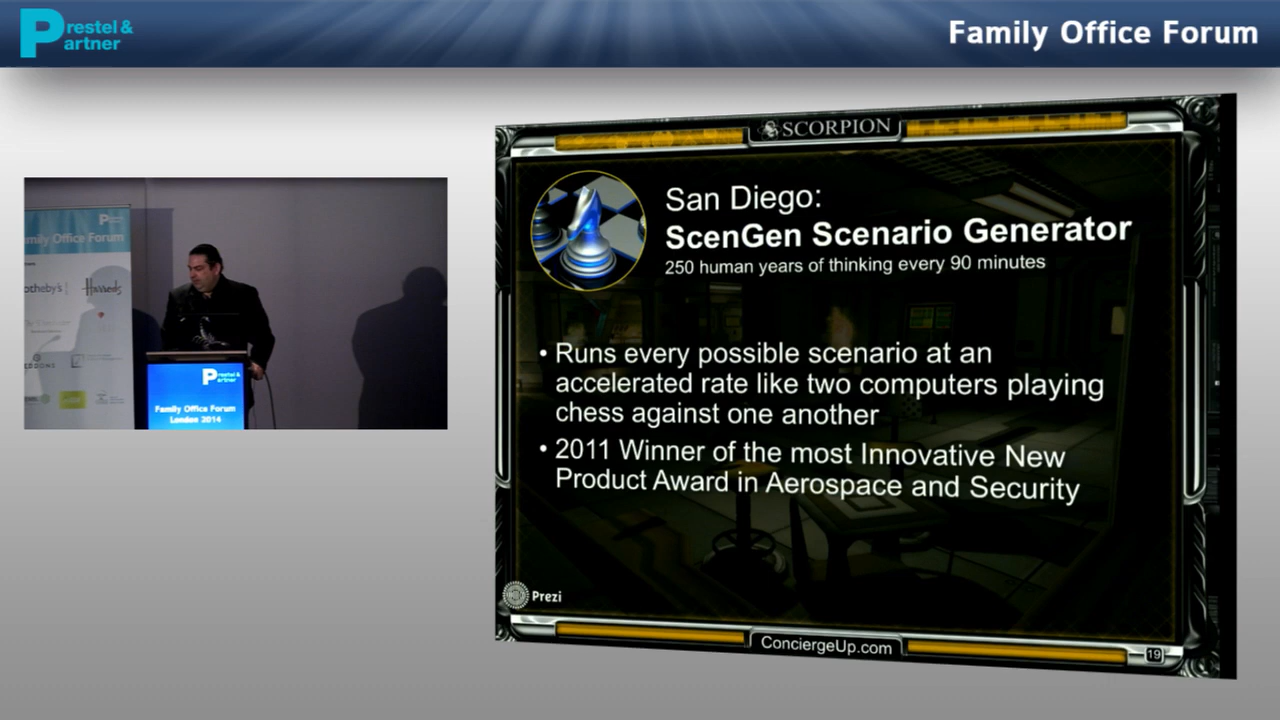 Prestel & Partner
Family Office Forum
SCORPION
San Diego:
ScenGen Scenario Generator
250 human years of thinking every 90 minutes
• Runs every possible scenario at an
accelerated rate like two computers playing
chess against one another
• 2011 Winner of the most Innovative New
Product Award in Aerospace and Security
Prezi
ConciergeUp.com
19
mily Office Forum
otheby's
Harrods
Prestel & Partner
Family Office Forum
London 2014